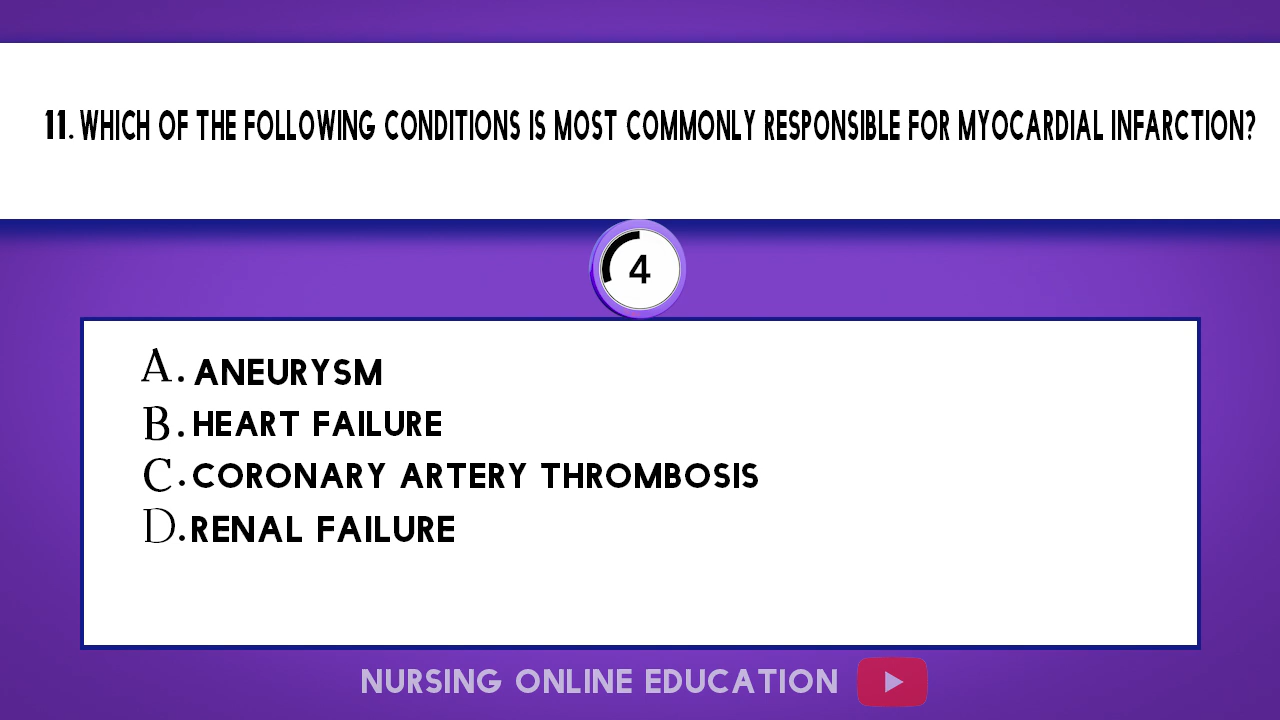 11. WHICH OF THE FOLLOWING CONDITIONS IS MOST COMMONLY RESPONSIBLE FOR MYOCARDIAL INFARCTION?
4
A. ANEURYSM
B. HEART FAILURE
C. CORONARY ARTERY THROMBOSIS
D. RENAL FAILURE
NURSING ONLINE EDUCATION